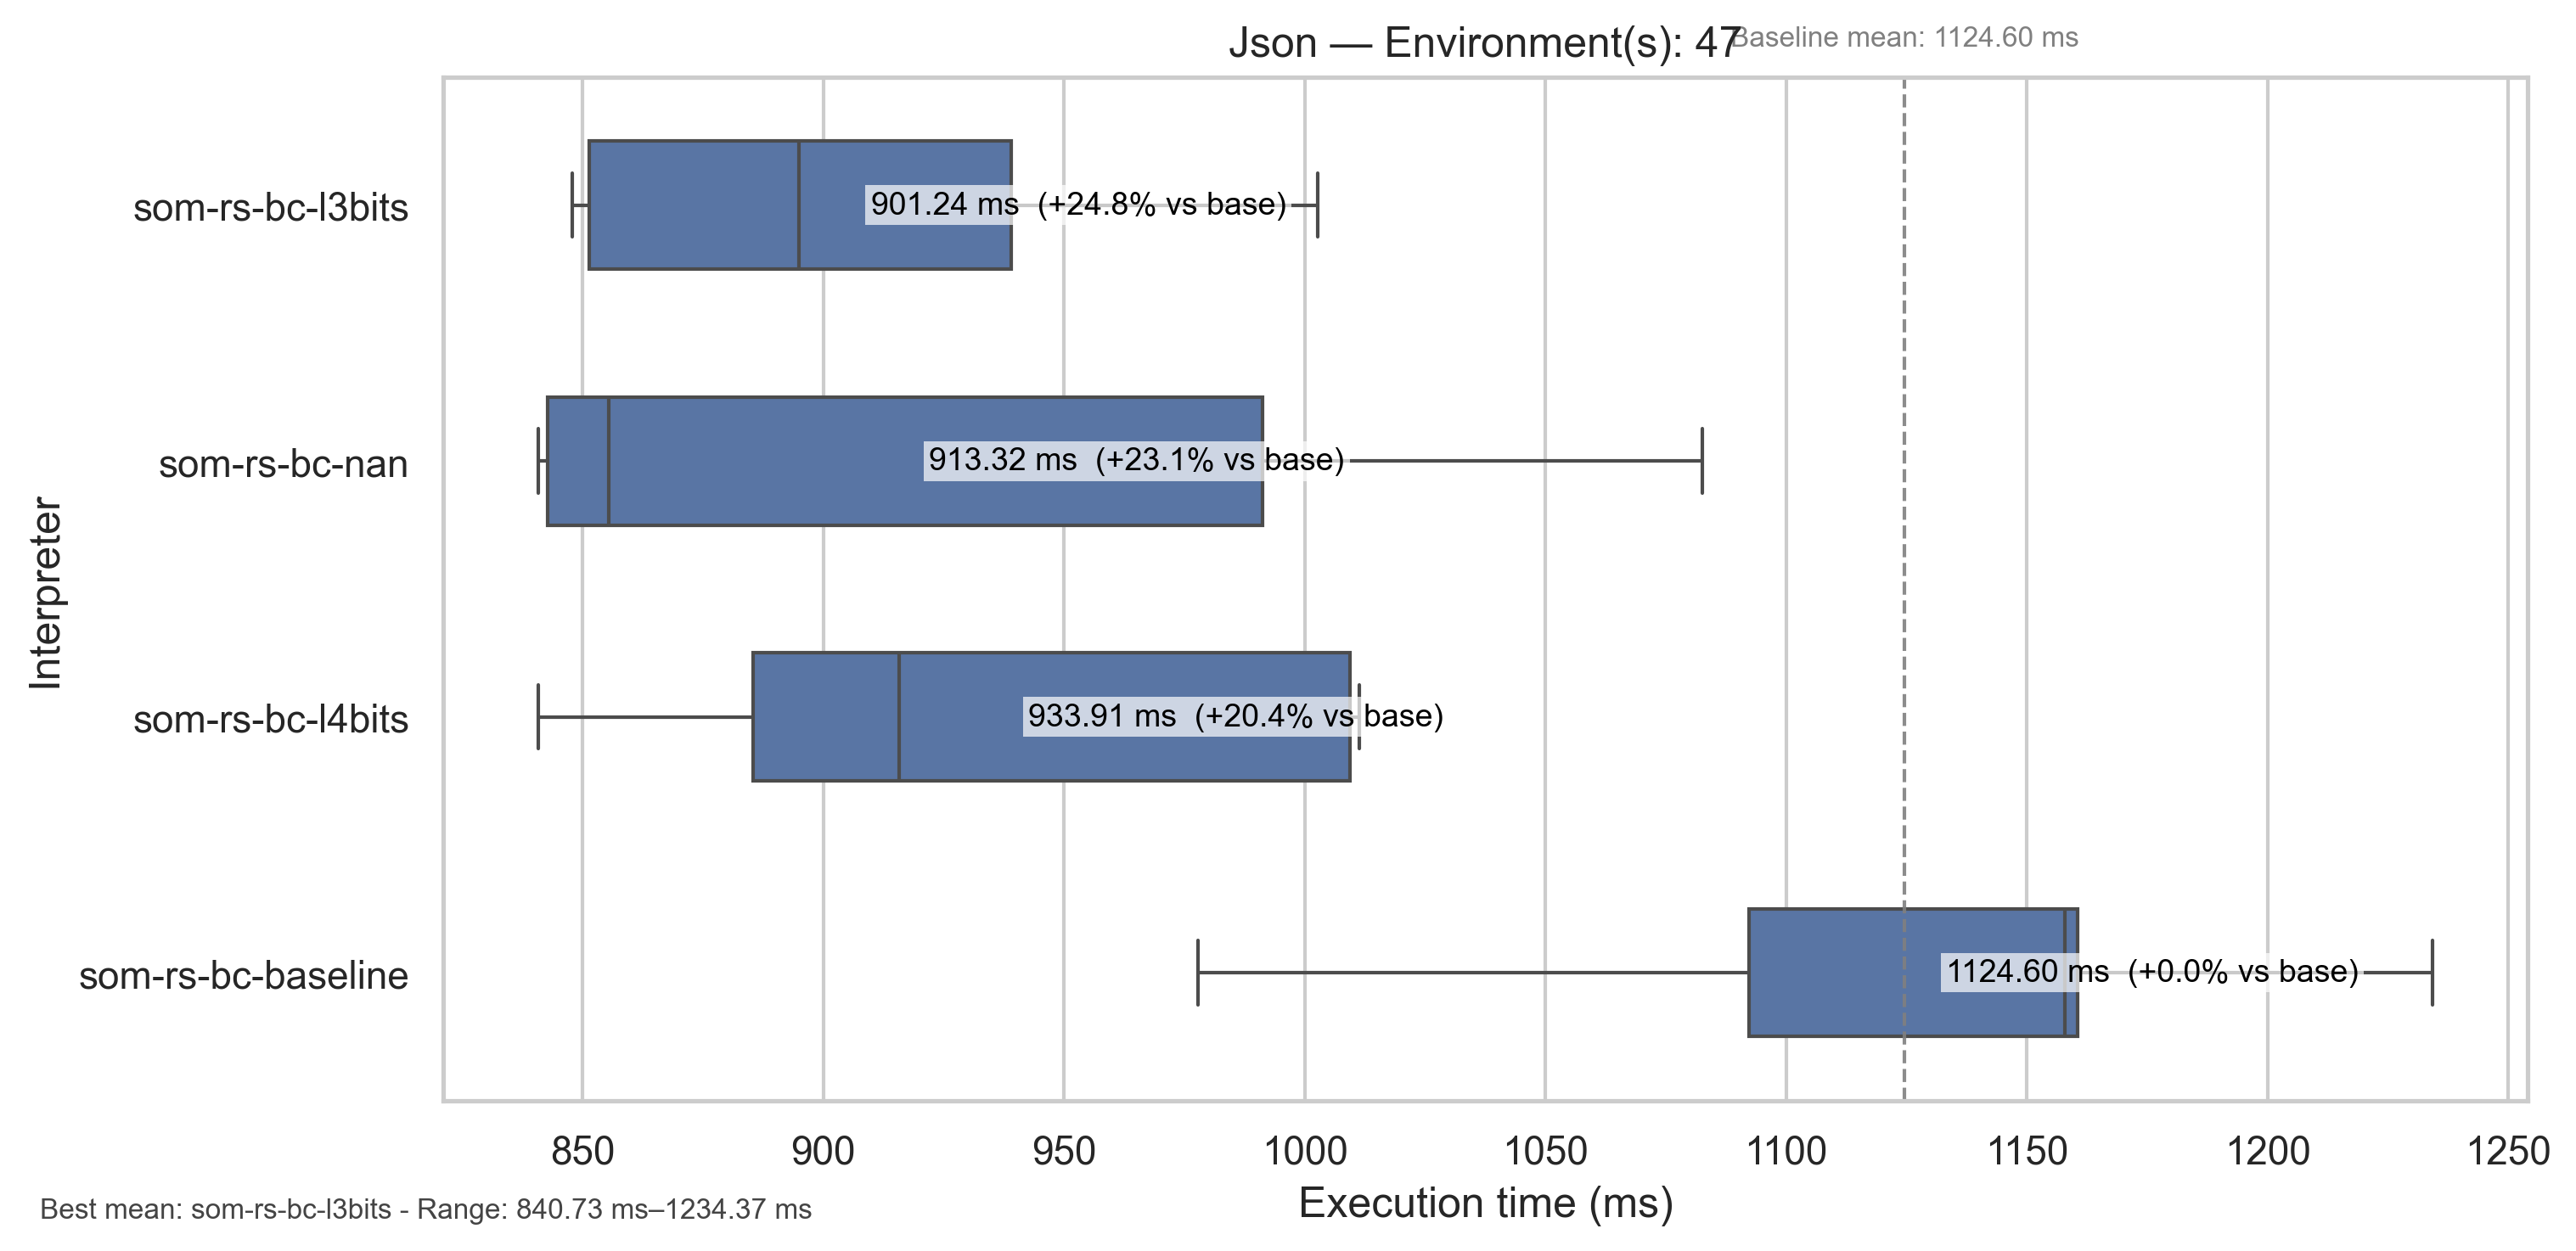 Json — Environment(s): 47
Baseline mean: 1124.60 ms
Interpreter
som-rs-bc-l3bits
901.24 ms (+24.8% vs base)
som-rs-bc-nan
913.32 ms (+23.1% vs base)
som-rs-bc-l4bits
933.91 ms (+20.4% vs base)
som-rs-bc-baseline
1124.60 ms (+0.0% vs base)
850 900 950 1000 1050 1100 1150 1200 1250
Execution time (ms)
Best mean: som-rs-bc-l3bits - Range: 840.73 ms–1234.37 ms